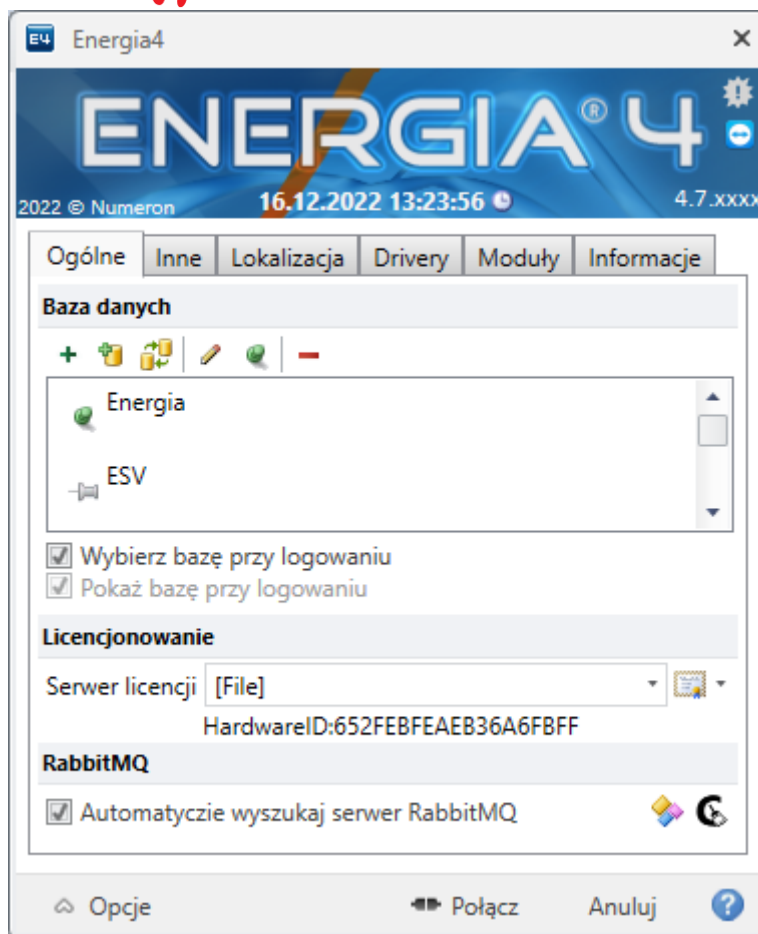 E4 Energia4
ENERGIA® 4
2022 © Numeron 16.12.2022 13:23:56 4.7.xxxx
Ogólne Inne Lokalizacja Drivery Moduły Informacje
Baza danych
Energia
ESV
Wybierz bazę przy logowaniu
Pokaż bazę przy logowaniu
Licencjonowanie
Serwer licencji [File]
HardwareID:652FEBFEAEB36A6FBFF
RabbitMQ
Automatyczie wyszukaj serwer RabbitMQ
Opcje Połącz Anuluj ?